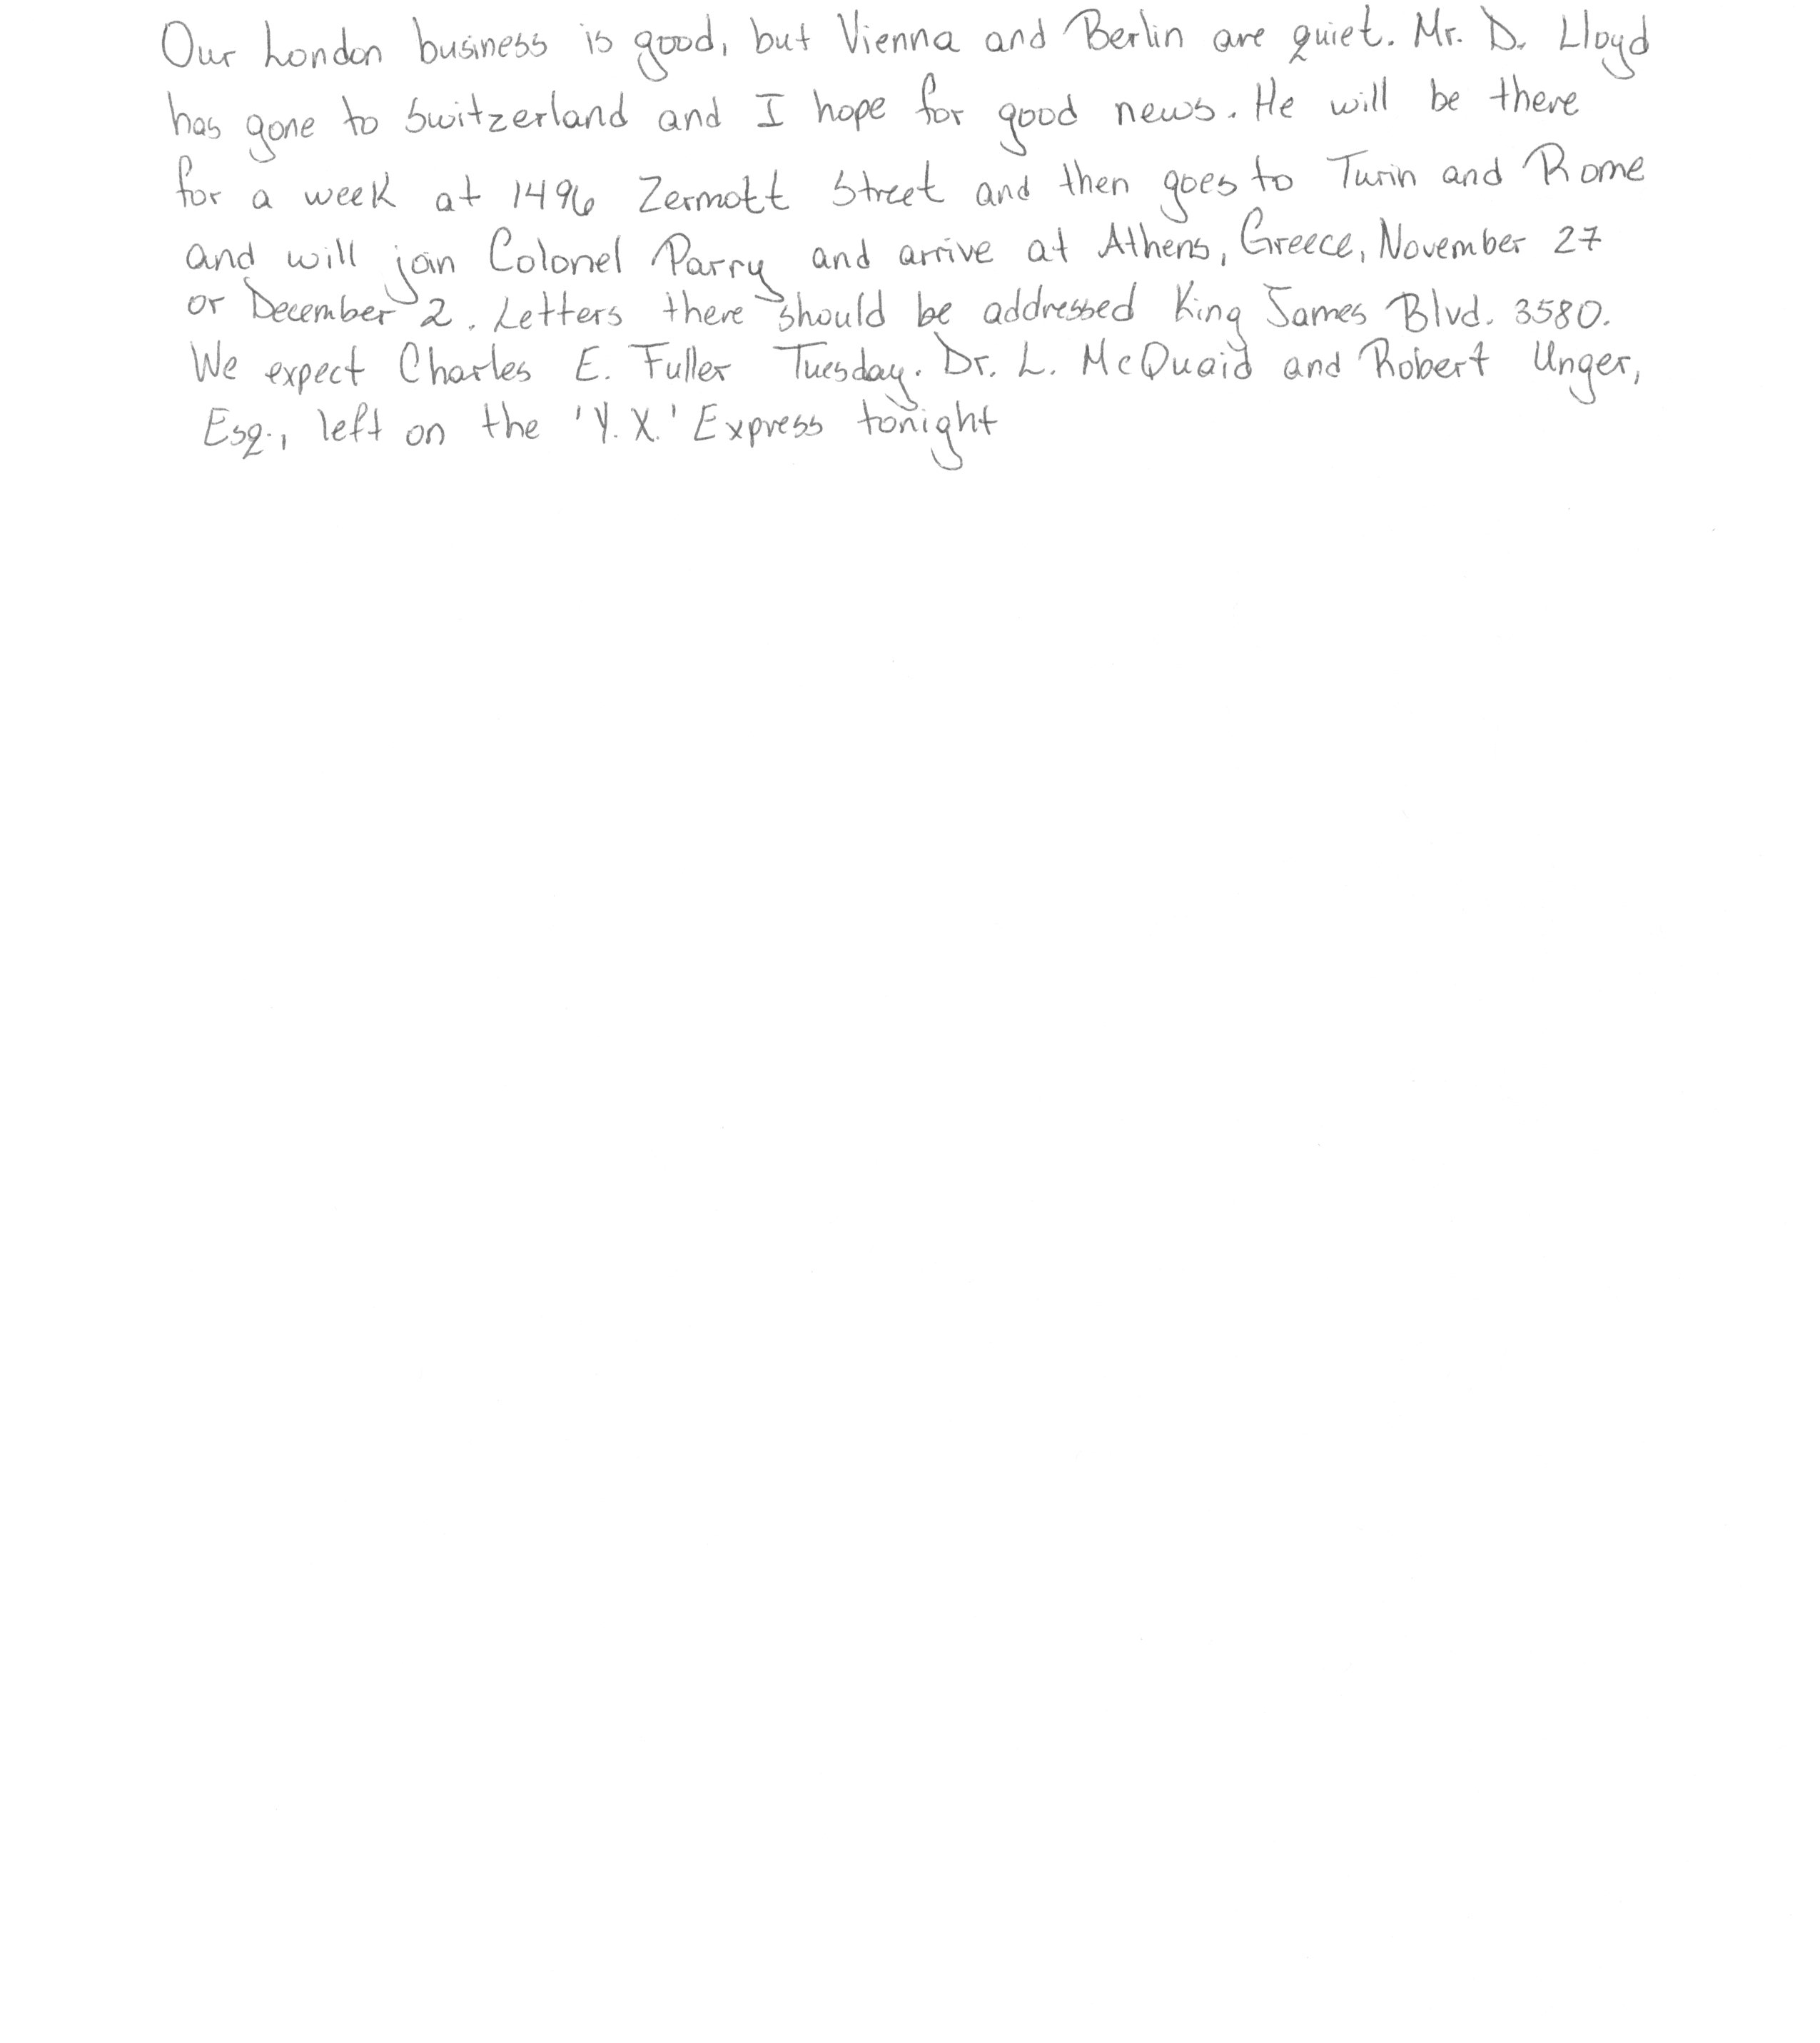 Our London business is good, but Vienna and Berlin are quiet. Mr. D. Lloyd
has gone to Switzerland and I hope for good news. He will be there
for a week at 1496 Zermott Street and then goes to Turin and Rome
and will join Colonel Parry and arrive at Athens, Greece, November 27
or December 2. Letters there should be addressed King James Blvd. 3580.
We expect Charles E. Fuller Tuesday. Dr. L. McQuaid and Robert Unger,
Esq., left on the 'Y. X.' Express tonight